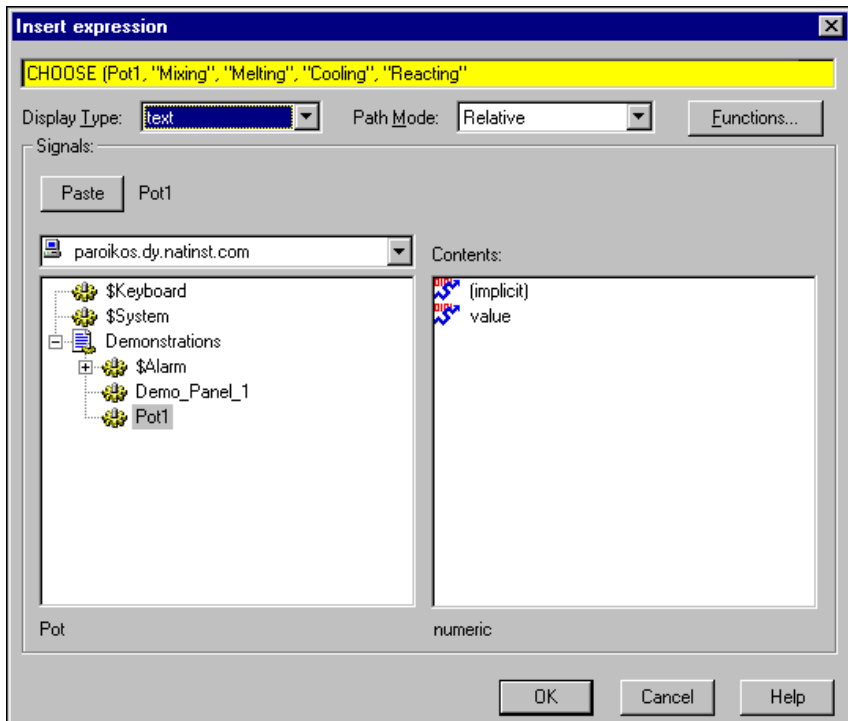 Insert expression
CHOOSE (Pot1, "Mixing", "Melting", "Cooling", "Reacting"
Display Type: text Path Mode: Relative Functions...
Signals:
Paste Pot1
paroikos.dy.natinst.com Contents:
$Keyboard (implicit)
$System value
Demonstrations
$Alarm
Demo_Panel_1
Pot1
Pot numeric
OK Cancel Help